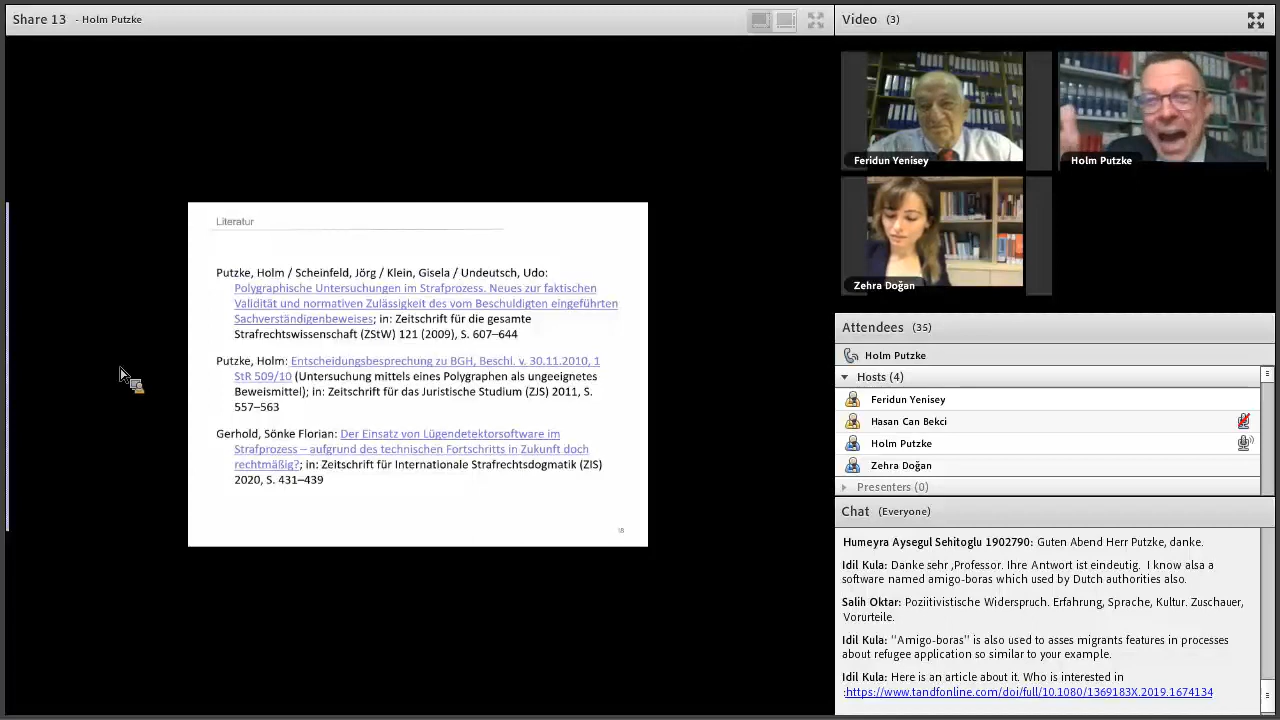 Share 13 - Holm Putzke
Literatur
Putzke, Holm / Scheinfeld, Jörg / Klein, Gisela / Undeutsch, Udo:
Polygraphische Untersuchungen im Strafprozess. Neues zur faktischen
Validität und normativen Zulässigkeit des vom Beschuldigten eingeführten
Sachverständigenbeweises; in: Zeitschrift für die gesamte
Strafrechtswissenschaft (ZStW) 121 (2009), S. 607–644
Putzke, Holm: Entscheidungsbesprechung zu BGH, Beschl. v. 30.11.2010, 1
StR 509/10 (Untersuchung mittels eines Polygraphen als ungeeignetes
Beweismittel); in: Zeitschrift für das Juristische Studium (ZJS) 2011, S.
557–563
Gerhold, Sönke Florian: Der Einsatz von Lügendetektorsoftware im
Strafprozess – aufgrund des technischen Fortschritts in Zukunft doch
rechtmäßig?; in: Zeitschrift für Internationale Strafrechtsdogmatik (ZIS)
2020, S. 431–439
Video (3)
Feridun Yenisey
Holm Putzke
Zehra Doğan
Attendees (35)
Holm Putzke
Hosts (4)
Feridun Yenisey
Hasan Can Bekci
Holm Putzke
Zehra Doğan
Presenters (0)
Chat (Everyone)
Humeyra Aysegul Sehitoglu 1902790: Guten Abend Herr Putzke, danke.
Idil Kula: Danke sehr ,Professor. Ihre Antwort ist eindeutig. I know alsa a
software named amigo-boras which used by Dutch authorities also.
Salih Oktar: Poziitivistische Widerspruch. Erfahrung, Sprache, Kultur. Zuschauer,
Vorurteile.
Idil Kula: "Amigo-boras" is also used to asses migrants features in processes
about refugee application so similar to your example.
Idil Kula: Here is an article about it. Who is interested in
:https://www.tandfonline.com/doi/full/10.1080/1369183X.2019.1674134